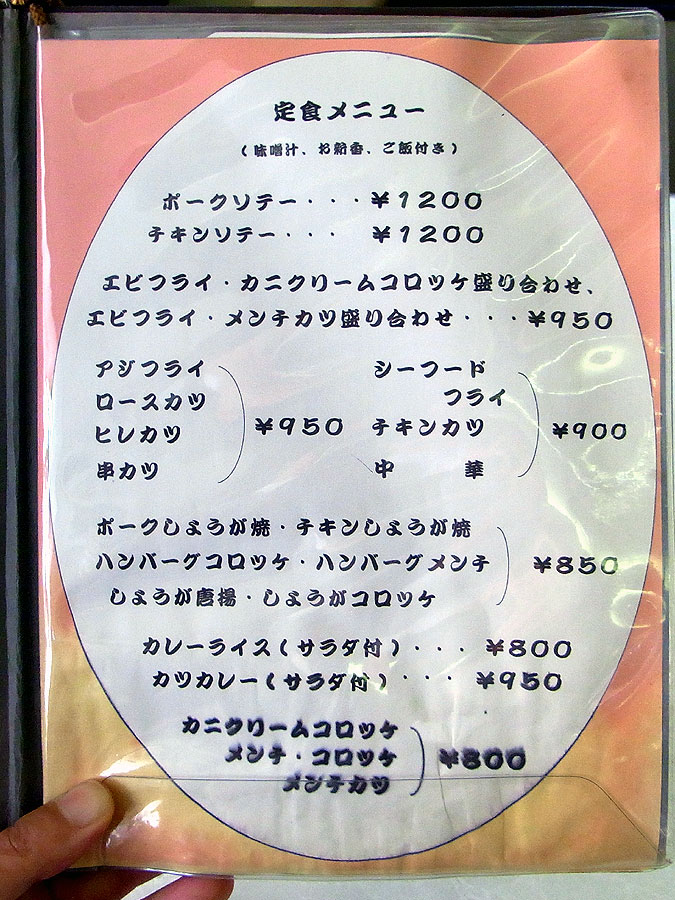 定食メニュー
(味噌汁、お新香、ご飯付き)
ポークソテー・・・¥1200
チキンソテー・・・ ¥1200
エビフライ・カニクリームコロッケ盛り合わせ、
エビフライ・メンチカツ盛り合わせ・・・¥950
アジフライ
ロースカツ
ヒレカツ
串カツ
¥950
シーフード
フライ
チキンカツ
中 華
¥900
ポークしょうが焼・チキンしょうが焼
ハンバーグコロッケ・ハンバーグメンチ
しょうが唐揚・しょうがコロッケ
¥850
カレーライス(サラダ付)・・・ ¥800
カツカレー(サラダ付)・・・ ¥950
カニクリームコロッケ
メンチ・コロッケ
メンチカツ
¥800